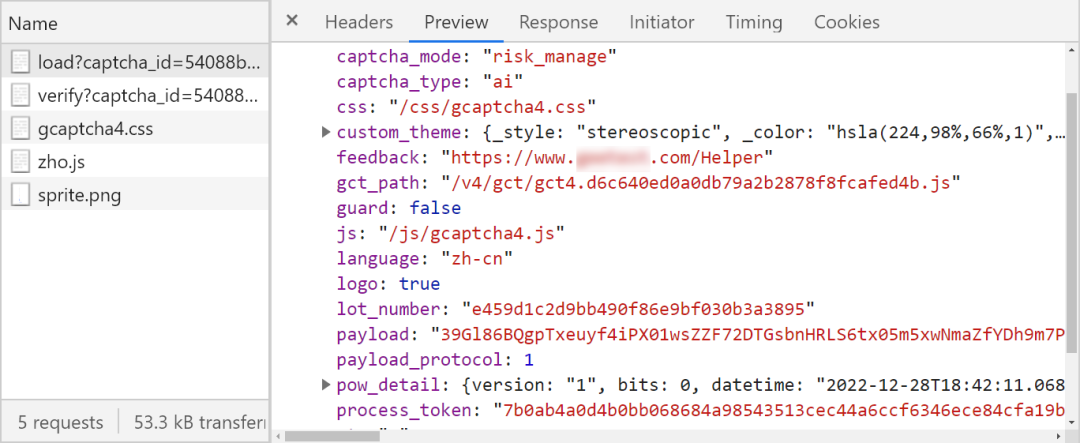 Name
load?captcha_id=54088b...
verify?captcha_id=54088...
gcaptcha4.css
zho.js
sprite.png
5 requests
53.3 kB transferr
× Headers Preview Response Initiator Timing Cookies
captcha_mode: "risk_manage"
captcha_type: "ai"
css: "/css/gcaptcha4.css"
custom_theme: {_style: "stereoscopic", _color: "hsla(224,98%,66%,1)",…
feedback: "https://www. .com/Helper"
gct_path: "/v4/gct/gct4.d6c640ed0a0db79a2b2878f8fcafed4b.js"
guard: false
js: "/js/gcaptcha4.js"
language: "zh-cn"
logo: true
lot_number: "e459d1c2d9bb490f86e9bf030b3a3895"
payload: "39Gl86BQgpTxeuyf4iPX01wsZZF72DTGsbnHRLS6tx05m5xwNmaZfYDh9m7P
payload_protocol: 1
pow_detail: {version: "1", bits: 0, datetime: "2022-12-28T18:42:11.068
process_token: "7b0ab4a0d4b0bb068684a98543513cec44a6ccf6346ece84cfa19b